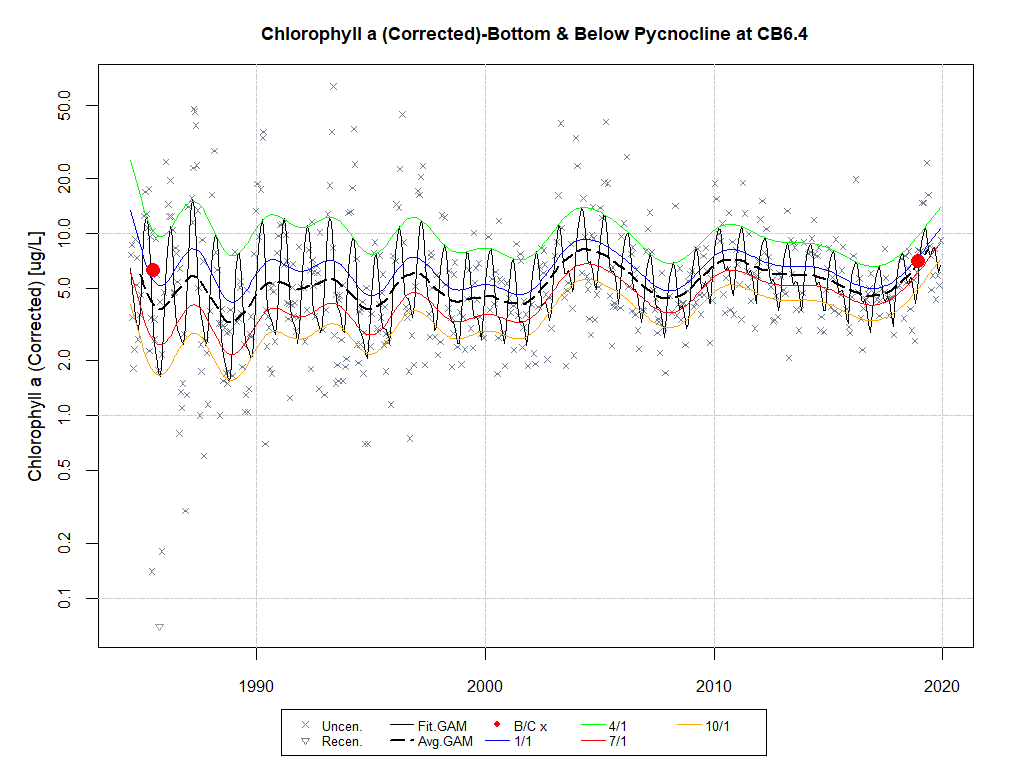 Chlorophyll a (Corrected)-Bottom & Below Pycnocline at CB6.4
Chlorophyll a (Corrected) [ug/L]
50.0
20.0
10.0
5.0
2.0
1.0
0.5
0.2
0.1
1990 2000 2010 2020
Uncen. Fit.GAM B/C x 4/1 10/1
Recen. Avg.GAM 1/1 7/1